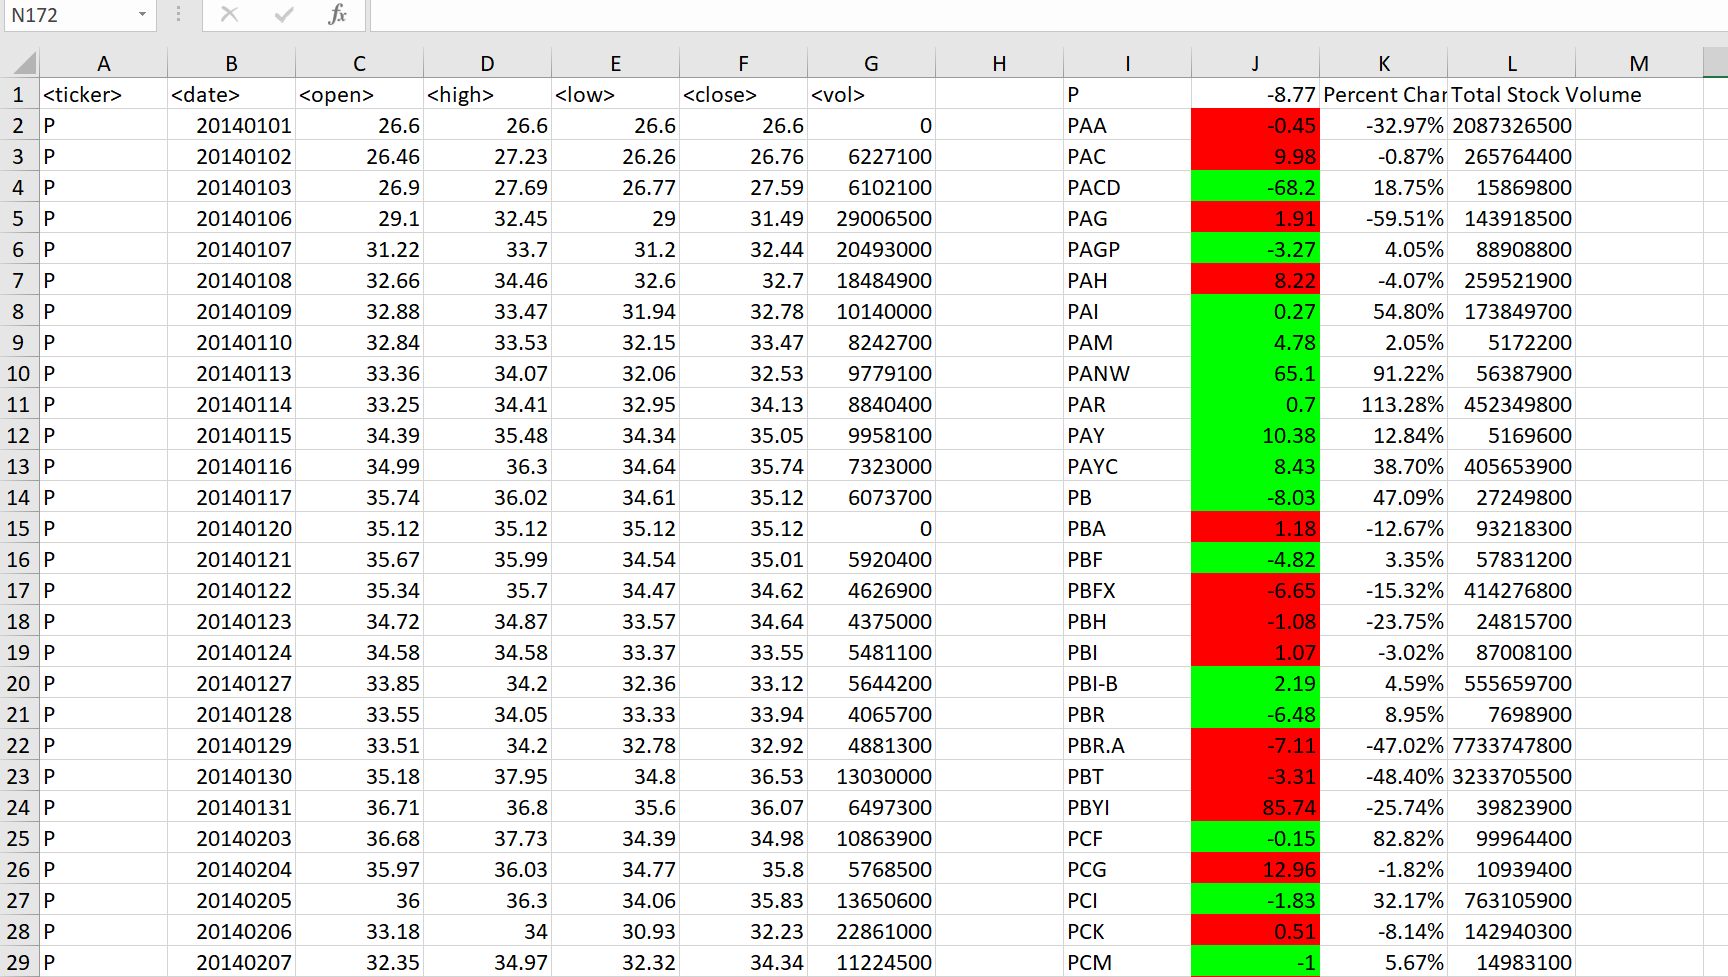 N172 fx
A B C D E F G H I J K L M
1 <ticker> <date> <open> <high> <low> <close> <vol> P -8.77 Percent Char Total Stock Volume
2 P 20140101 26.6 26.6 26.6 26.6 0 PAA -0.45 -32.97% 2087326500
3 P 20140102 26.46 27.23 26.26 26.76 6227100 PAC 9.98 -0.87% 265764400
4 P 20140103 26.9 27.69 26.77 27.59 6102100 PACD -68.2 18.75% 15869800
5 P 20140106 29.1 32.45 29 31.49 29006500 PAG 1.91 -59.51% 143918500
6 P 20140107 31.22 33.7 31.2 32.44 20493000 PAGP -3.27 4.05% 88908800
7 P 20140108 32.66 34.46 32.6 32.7 18484900 PAH 8.22 -4.07% 259521900
8 P 20140109 32.88 33.47 31.94 32.78 10140000 PAI 0.27 54.80% 173849700
9 P 20140110 32.84 33.53 32.15 33.47 8242700 PAM 4.78 2.05% 5172200
10 P 20140113 33.36 34.07 32.06 32.53 9779100 PANW 65.1 91.22% 56387900
11 P 20140114 33.25 34.41 32.95 34.13 8840400 PAR 0.7 113.28% 452349800
12 P 20140115 34.39 35.48 34.34 35.05 9958100 PAY 10.38 12.84% 5169600
13 P 20140116 34.99 36.3 34.64 35.74 7323000 PAYC 8.43 38.70% 405653900
14 P 20140117 35.74 36.02 34.61 35.12 6073700 PB -8.03 47.09% 27249800
15 P 20140120 35.12 35.12 35.12 35.12 0 PBA 1.18 -12.67% 93218300
16 P 20140121 35.67 35.99 34.54 35.01 5920400 PBF -4.82 3.35% 57831200
17 P 20140122 35.34 35.7 34.47 34.62 4626900 PBFX -6.65 -15.32% 414276800
18 P 20140123 34.72 34.87 33.57 34.64 4375000 PBH -1.08 -23.75% 24815700
19 P 20140124 34.58 34.58 33.37 33.55 5481100 PBI 1.07 -3.02% 87008100
20 P 20140127 33.85 34.2 32.36 33.12 5644200 PBI-B 2.19 4.59% 555659700
21 P 20140128 33.55 34.05 33.33 33.94 4065700 PBR -6.48 8.95% 7698900
22 P 20140129 33.51 34.2 32.78 32.92 4881300 PBR.A -7.11 -47.02% 7733747800
23 P 20140130 35.18 37.95 34.8 36.53 13030000 PBT -3.31 -48.40% 3233705500
24 P 20140131 36.71 36.8 35.6 36.07 6497300 PBYI 85.74 -25.74% 39823900
25 P 20140203 36.68 37.73 34.39 34.98 10863900 PCF -0.15 82.82% 99964400
26 P 20140204 35.97 36.03 34.77 35.8 5768500 PCG 12.96 -1.82% 10939400
27 P 20140205 36 36.3 34.06 35.83 13650600 PCI -1.83 32.17% 763105900
28 P 20140206 33.18 34 30.93 32.23 22861000 PCK 0.51 -8.14% 142940300
29 P 20140207 32.35 34.97 32.32 34.34 11224500 PCM -1 5.67% 14983100